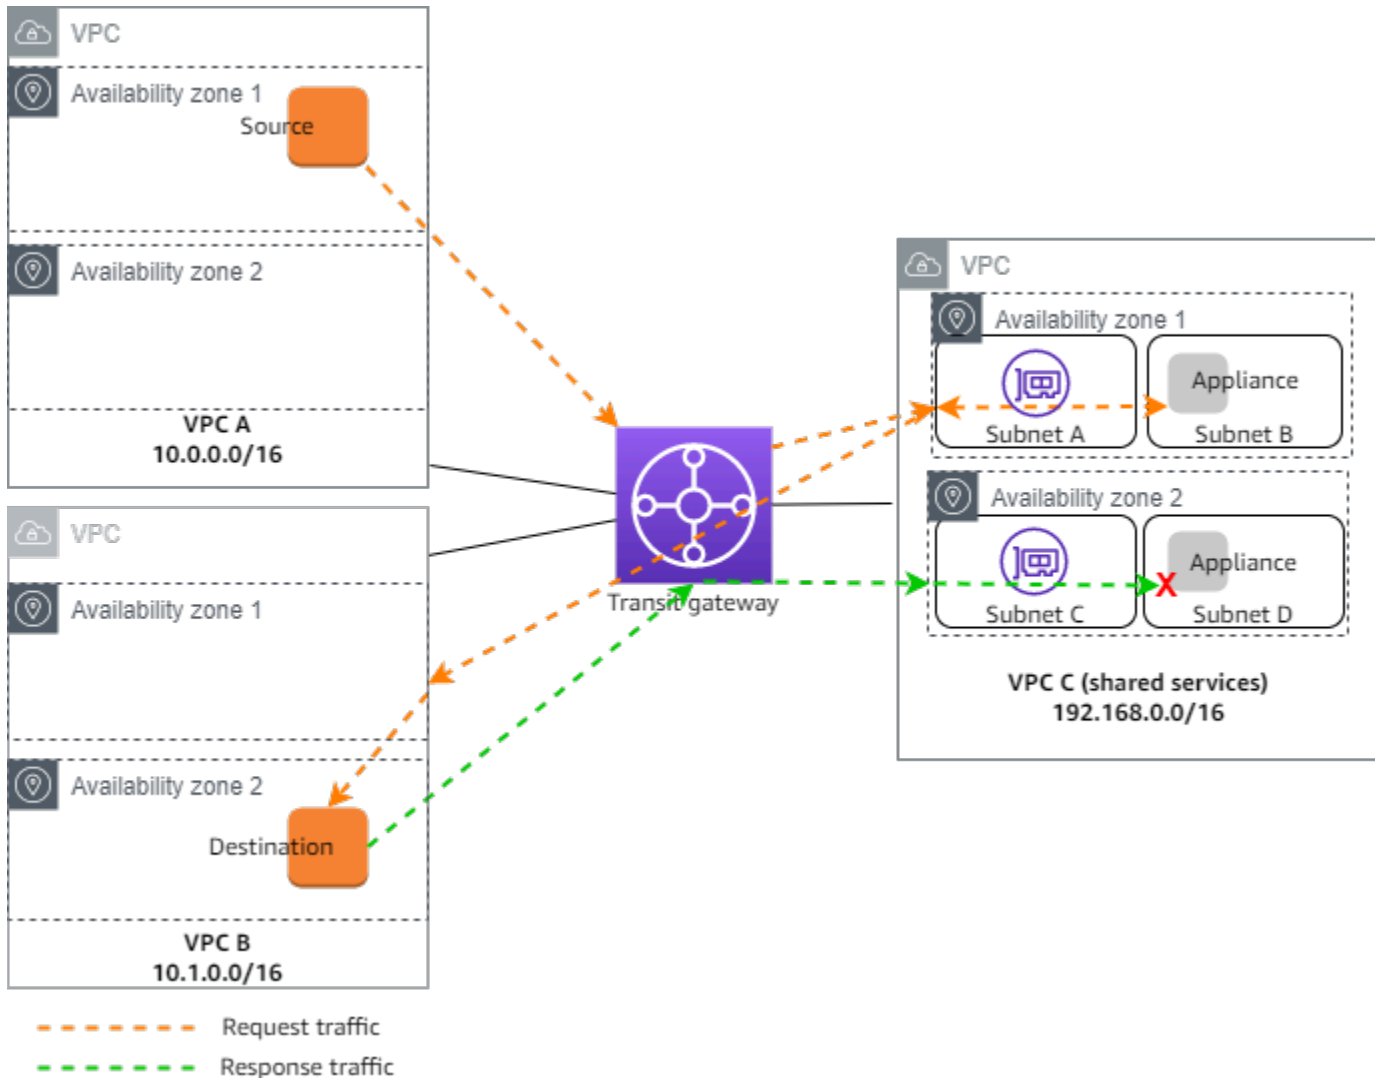 VPC
Availability zone 1
Source
Availability zone 2
VPC A
10.0.0.0/16
VPC
Availability zone 1
Availability zone 2
Destination
VPC B
10.1.0.0/16
Transit gateway
VPC
Availability zone 1
Appliance
Subnet A
Subnet B
Availability zone 2
Appliance
X
Subnet C
Subnet D
VPC C (shared services)
192.168.0.0/16
Request traffic
Response traffic